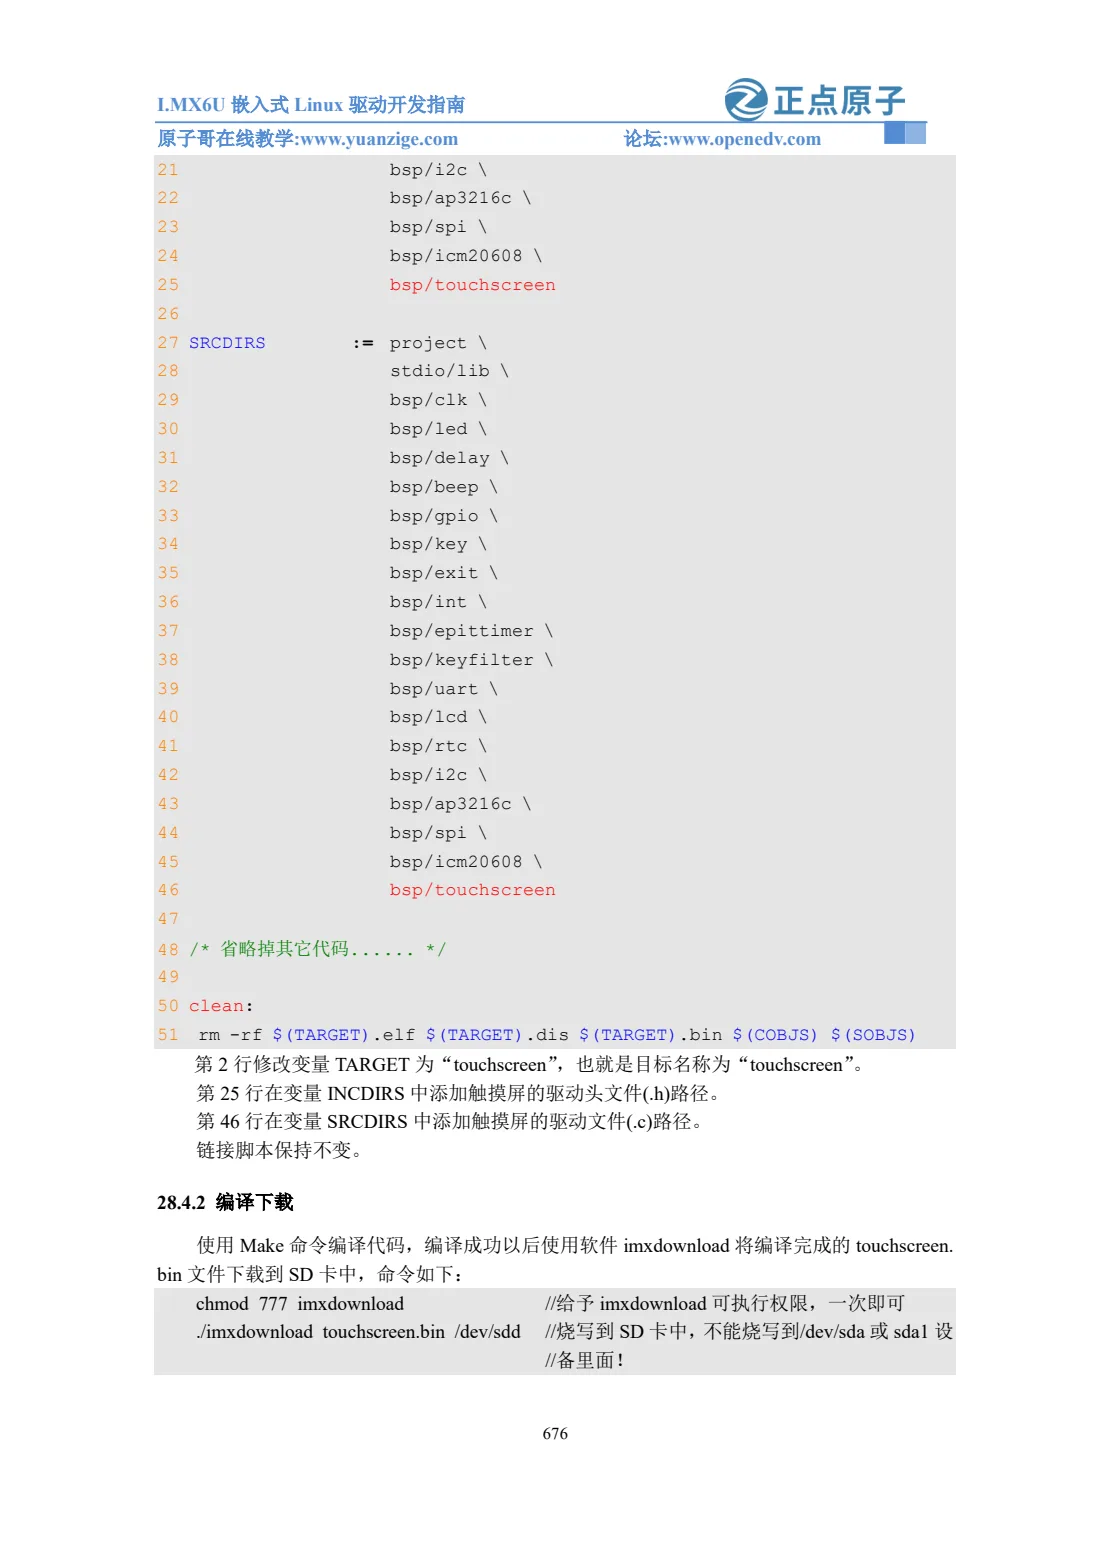 I.MX6U 嵌入式 Linux 驱动开发指南
正点原子
原子哥在线教学:www.yuanzige.com 论坛:www.openedv.com
21 bsp/i2c \
22 bsp/ap3216c \
23 bsp/spi \
24 bsp/icm20608 \
25 bsp/touchscreen
26
27 SRCDIRS := project \
28 stdio/lib \
29 bsp/clk \
30 bsp/led \
31 bsp/delay \
32 bsp/beep \
33 bsp/gpio \
34 bsp/key \
35 bsp/exit \
36 bsp/int \
37 bsp/epittimer \
38 bsp/keyfilter \
39 bsp/uart \
40 bsp/lcd \
41 bsp/rtc \
42 bsp/i2c \
43 bsp/ap3216c \
44 bsp/spi \
45 bsp/icm20608 \
46 bsp/touchscreen
47
48 /* 省略掉其它代码...... */
49
50 clean:
51 rm -rf $(TARGET).elf $(TARGET).dis $(TARGET).bin $(COBJS) $(SOBJS)
第 2 行修改变量 TARGET 为“touchscreen”，也就是目标名称为“touchscreen”。
第 25 行在变量 INCDIRS 中添加触摸屏的驱动头文件(.h)路径。
第 46 行在变量 SRCDIRS 中添加触摸屏的驱动文件(.c)路径。
链接脚本保持不变。
28.4.2 编译下载
使用 Make 命令编译代码，编译成功以后使用软件 imxdownload 将编译完成的 touchscreen.
bin 文件下载到 SD 卡中，命令如下：
chmod 777 imxdownload //给予 imxdownload 可执行权限，一次即可
./imxdownload touchscreen.bin /dev/sdd //烧写到 SD 卡中，不能烧写到/dev/sda 或 sda1 设
//备里面！
676